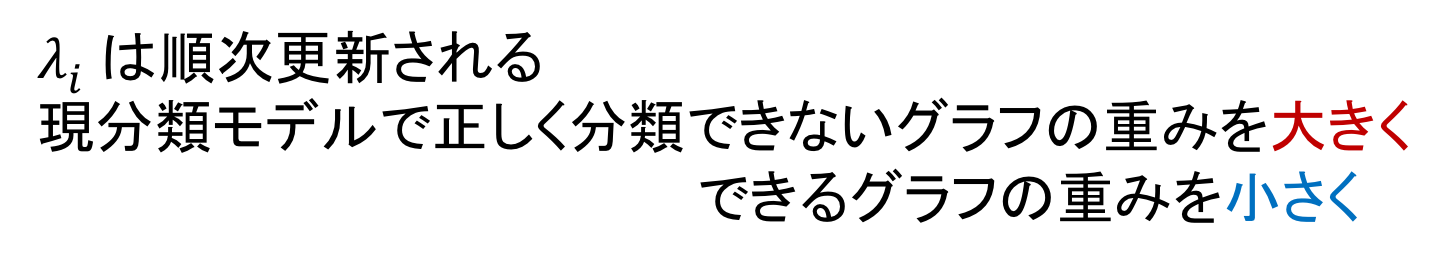 λi は順次更新される
現分類モデルで正しく分類できないグラフの重みを大きく
できるグラフの重みを小さく